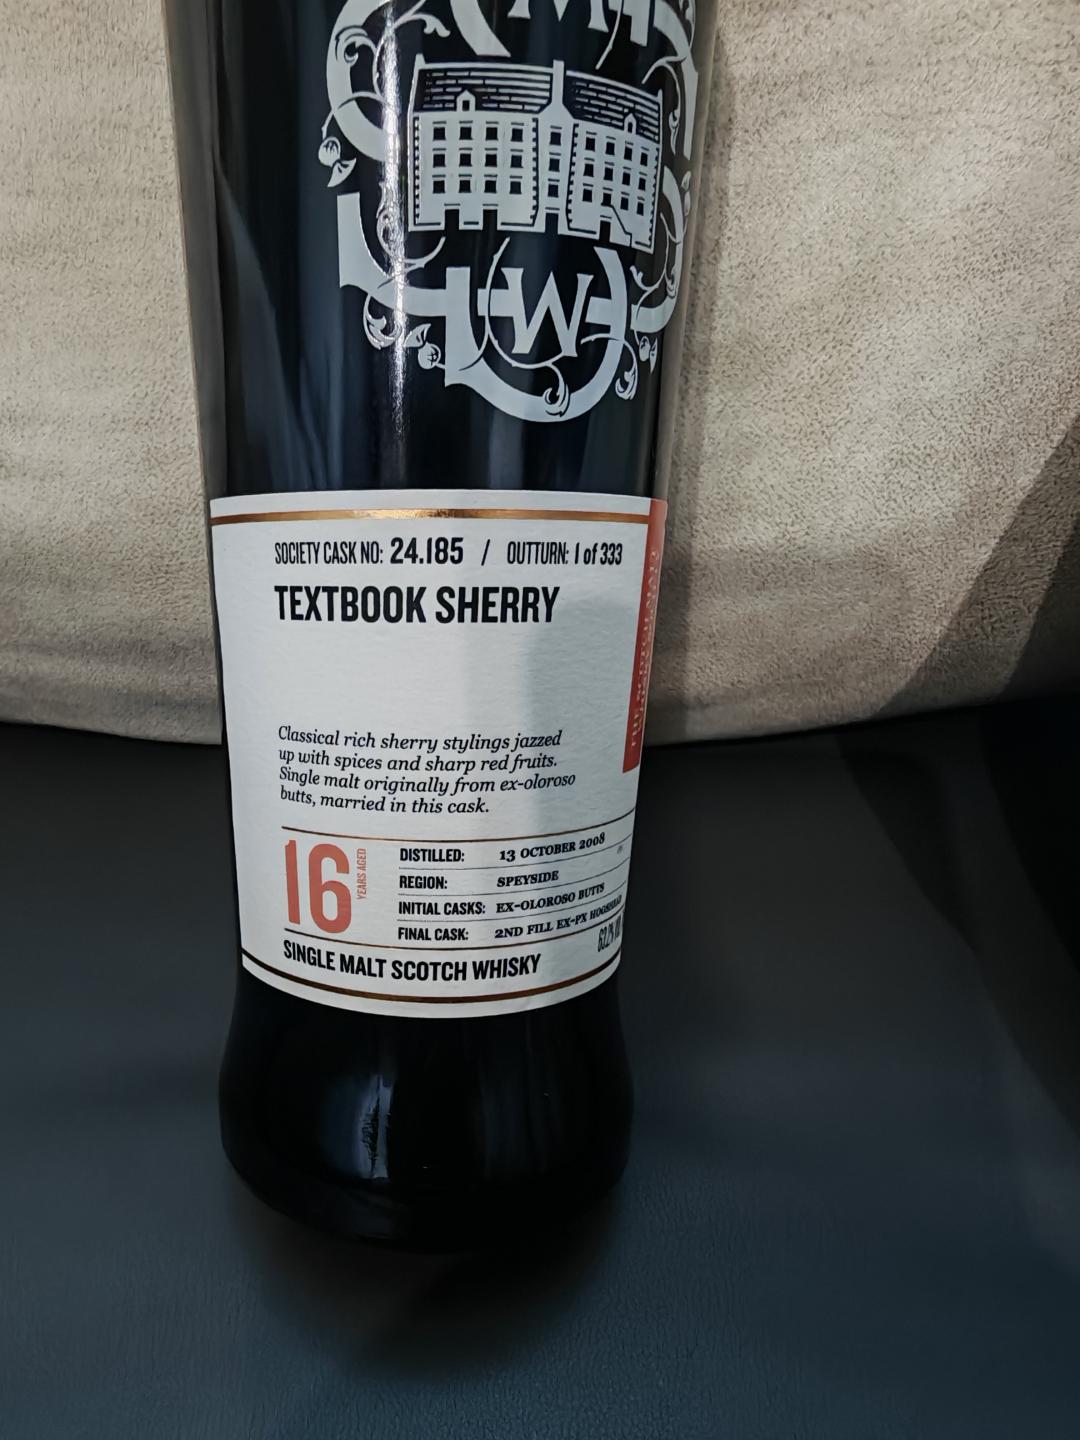 SOCIETY CASK NO: 24.185 / OUTTURN: 1 of 333
TEXTBOOK SHERRY
Classical rich sherry stylings jazzed
up with spices and sharp red fruits.
Single malt originally from ex-oloroso
butts, married in this cask.
16 YEARS AGED
DISTILLED: 13 OCTOBER 2008
REGION: SPEYSIDE
INITIAL CASKS: EX-OLOROSO BUTTS
FINAL CASK: 2ND FILL EX-PX HOGSHEAD
SINGLE MALT SCOTCH WHISKY